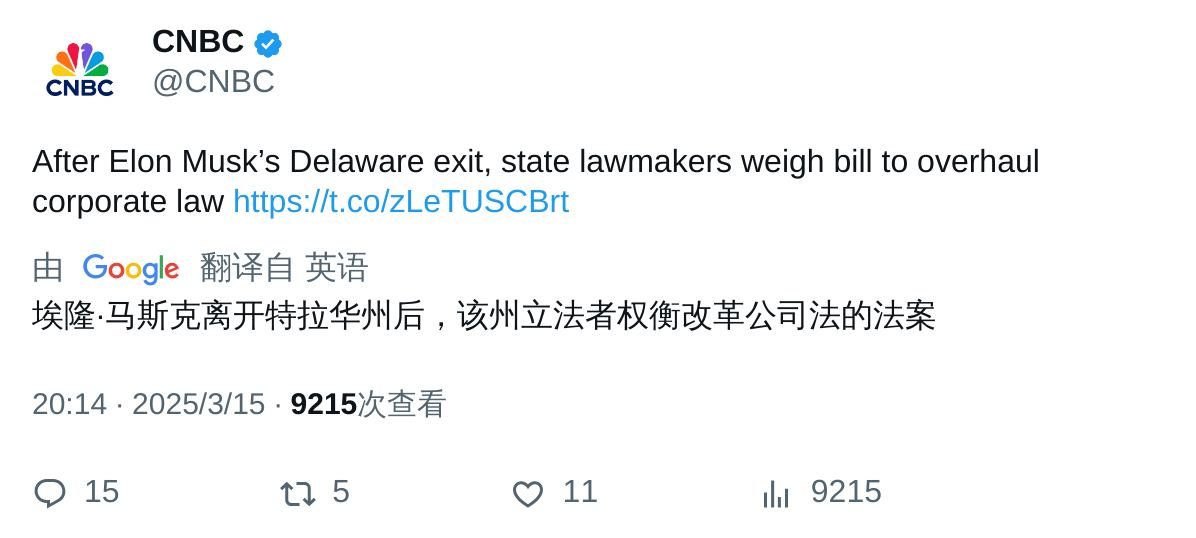 CNBC
CNBC
@CNBC
After Elon Musk’s Delaware exit, state lawmakers weigh bill to overhaul
corporate law https://t.co/zLeTUSCBrt
由 Google 翻译自 英语
埃隆·马斯克离开特拉华州后，该州立法者权衡改革公司法的法案
20:14 · 2025/3/15 · 9215次查看
15 5 11 9215